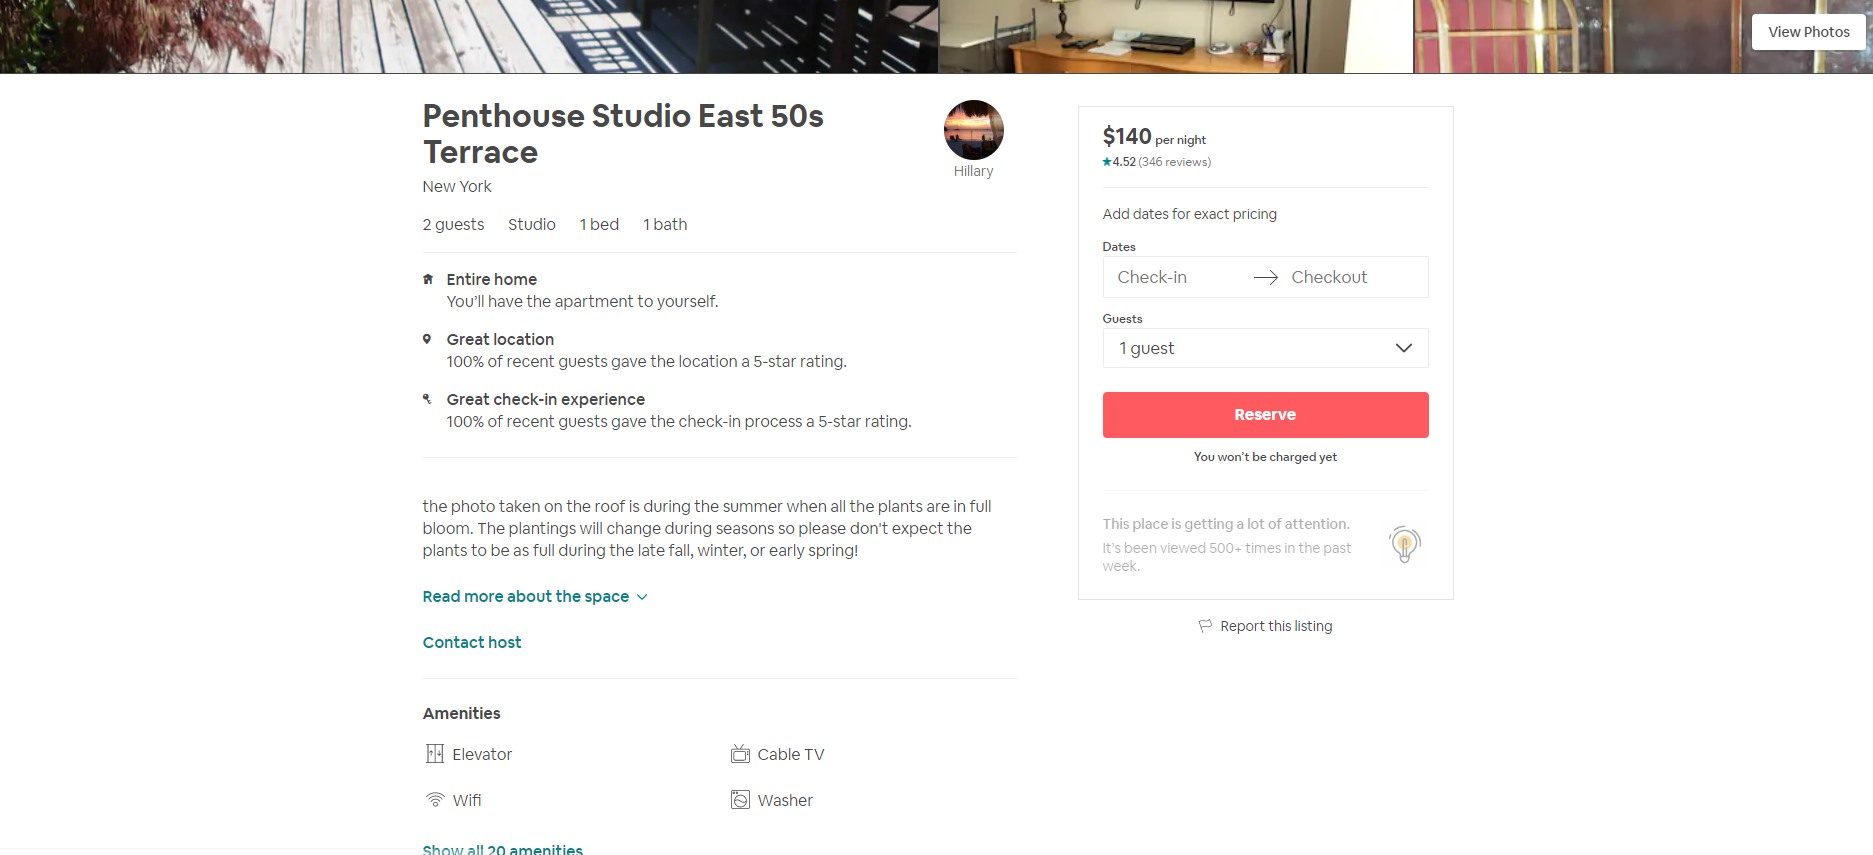 View Photos
Penthouse Studio East 50s
Terrace
Hillary
New York
2 guests Studio 1 bed 1 bath
Entire home
You’ll have the apartment to yourself.
Great location
100% of recent guests gave the location a 5-star rating.
Great check-in experience
100% of recent guests gave the check-in process a 5-star rating.
the photo taken on the roof is during the summer when all the plants are in full
bloom. The plantings will change during seasons so please don't expect the
plants to be as full during the late fall, winter, or early spring!
Read more about the space
Contact host
Amenities
Elevator Cable TV
Wifi Washer
Show all 20 amenities
$140 per night
4.52 (346 reviews)
Add dates for exact pricing
Dates
Check-in → Checkout
Guests
1 guest
Reserve
You won’t be charged yet
This place is getting a lot of attention.
It’s been viewed 500+ times in the past
week.
Report this listing